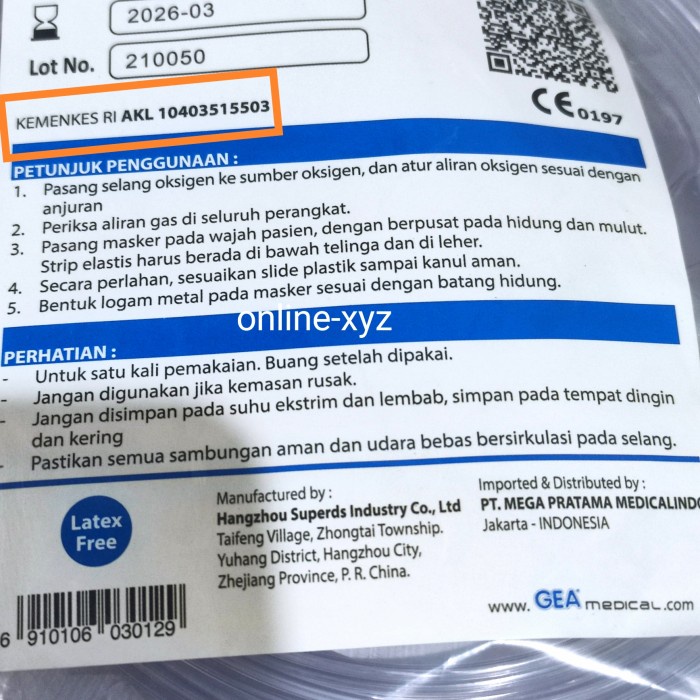 2026-03
Lot No. 210050
KEMENKES RI AKL 10403515503
CE 0197
PETUNJUK PENGGUNAAN :
1. Pasang selang oksigen ke sumber oksigen, dan atur aliran oksigen sesuai dengan
anjuran
2. Periksa aliran gas di seluruh perangkat.
3. Pasang masker pada wajah pasien, dengan berpusat pada hidung dan mulut.
Strip elastis harus berada di bawah telinga dan di leher.
4. Secara perlahan, sesuaikan slide plastik sampai kanul aman.
5. Bentuk logam metal pada masker sesuai dengan batang hidung.
online-xyz
PERHATIAN :
- Untuk satu kali pemakaian. Buang setelah dipakai.
- Jangan digunakan jika kemasan rusak.
- Jangan disimpan pada suhu ekstrim dan lembab, simpan pada tempat dingin
dan kering
- Pastikan semua sambungan aman dan udara bebas bersirkulasi pada selang.
Latex
Free
Manufactured by :
Hangzhou Superds Industry Co., Ltd
Taifeng Village, Zhongtai Township.
Yuhang District, Hangzhou City,
Zhejiang Province, P. R. China.
Imported & Distributed by :
PT. MEGA PRATAMA MEDICALINDO
Jakarta - INDONESIA
www. GEA medical.com
6 910106 030129